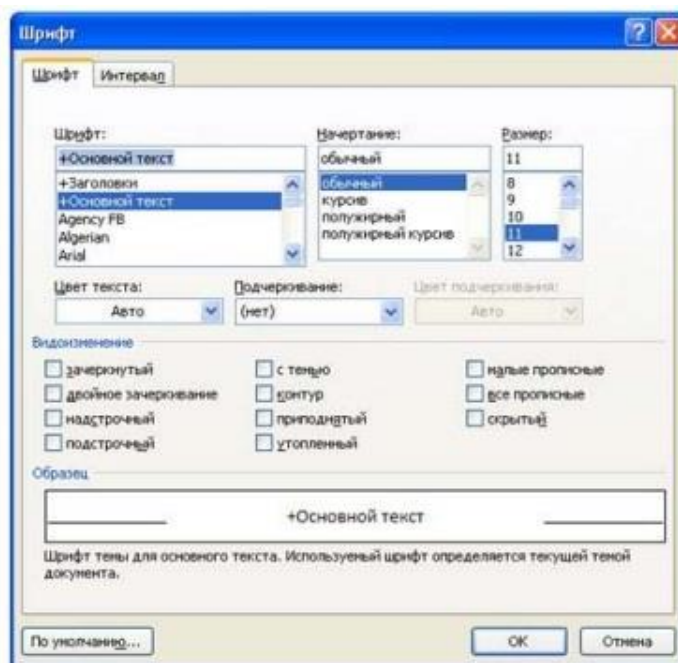 Шрифт
Шрифт Интервал
Шрифт: Начертание: Размер:
+Основной текст обычный 11
+Заголовки обычный 8
+Основной текст курсив 9
Agency FB полужирный 10
Algerian полужирный курсив 11
Arial 12
Цвет текста: Подчеркивание: Цвет подчеркивания:
Авто (нет) Авто
Видоизменение
зачеркнутый с тенью малые прописные
двойное зачеркивание контур все прописные
надстрочный приподнятый скрытый
подстрочный утопленный
Образец
+Основной текст
Шрифт темы для основного текста. Используемый шрифт определяется текущей темой
документа.
По умолчанию... ОК Отмена